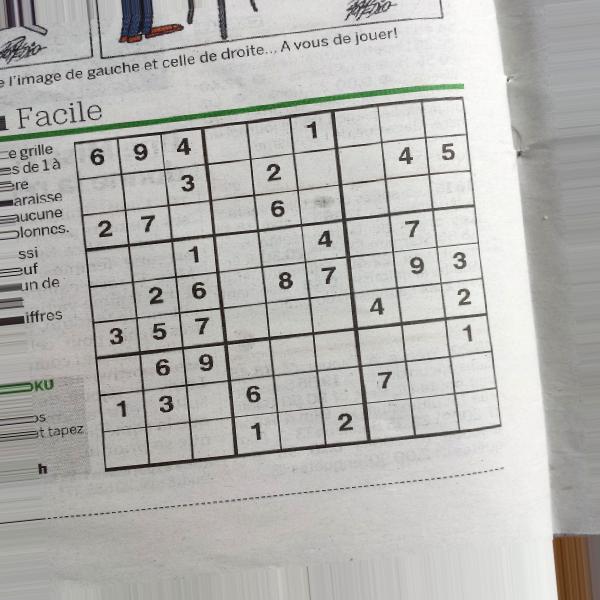 e l'image de gauche et celle de droite... A vous de jouer!
Facile
e grille
s de 1 à
re
araisse
aucune
olonnes.
ssi
euf
un de
iffres
KU
os
et tapez
h
6 9 4 1
3 2 4 5
2 7 6
1 4 7
2 6 8 7 9 3
3 5 7 4 2
6 9 1
1 3 6 7
1 2